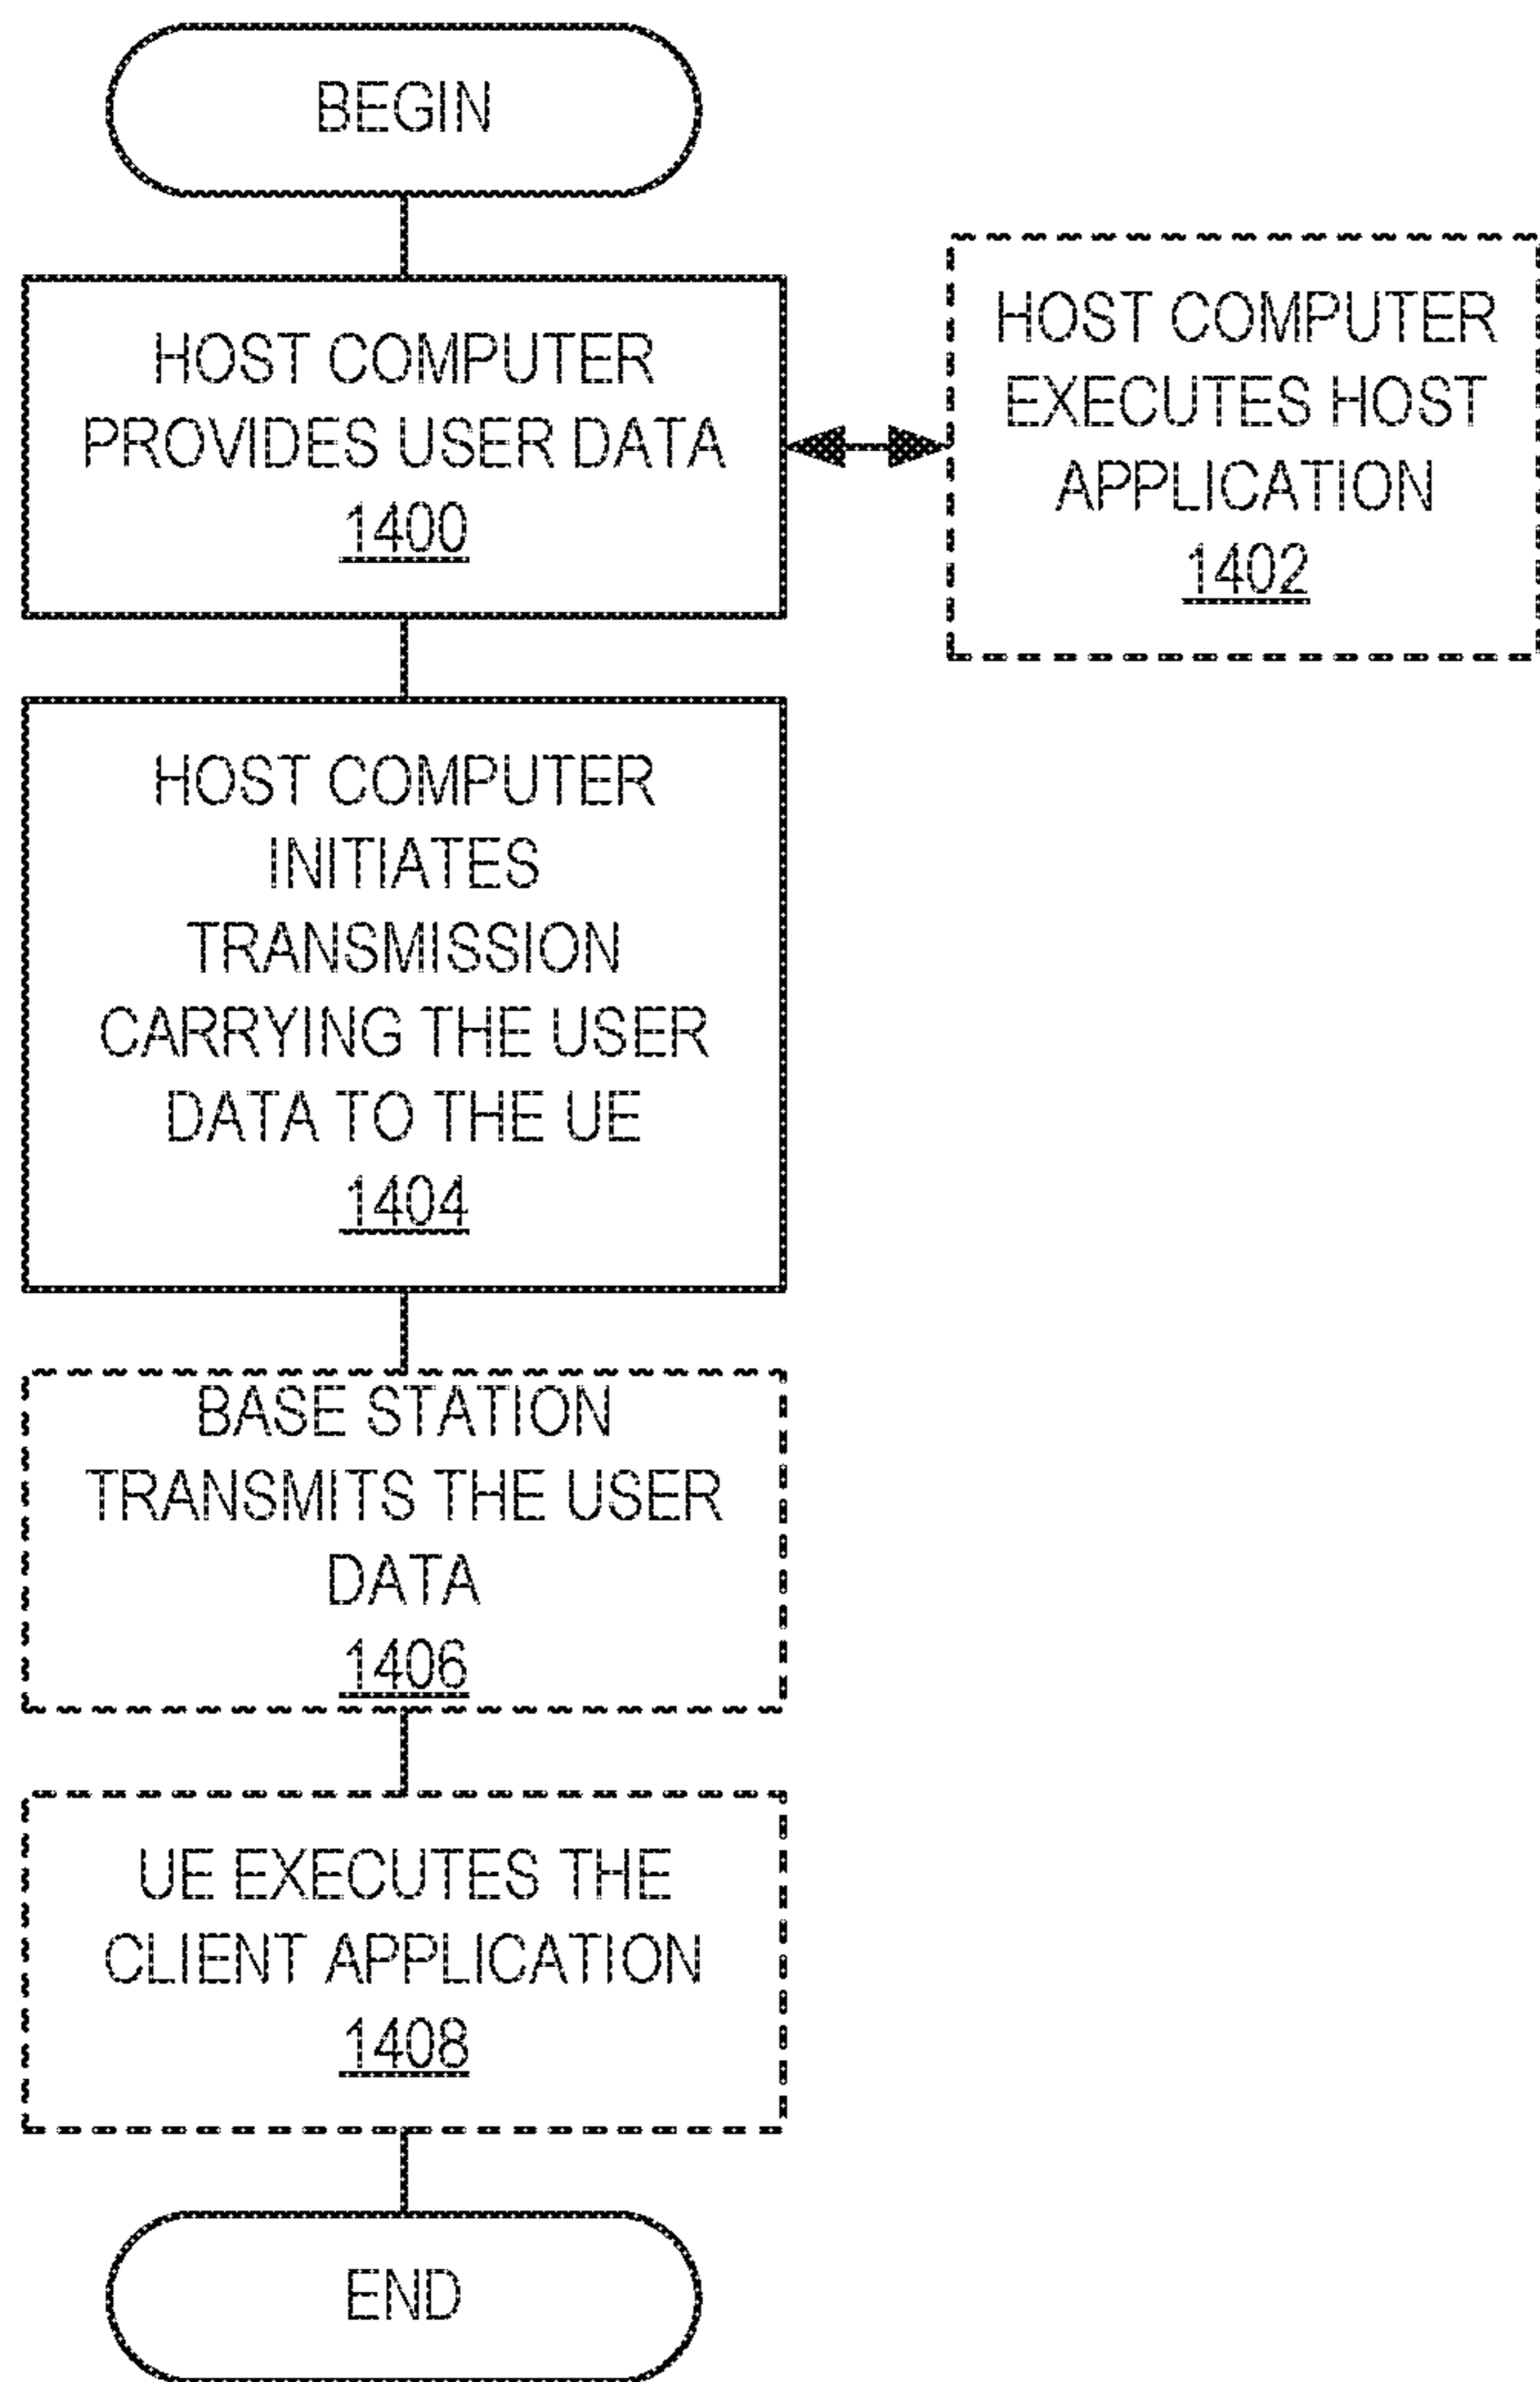 BEGIN
HOST COMPUTER
PROVIDES USER DATA
1400
HOST COMPUTER
EXECUTES HOST
APPLICATION
1402
HOST COMPUTER
INITIATES
TRANSMISSION
CARRYING THE USER
DATA TO THE UE
1404
BASE STATION
TRANSMITS THE USER
DATA
1406
UE EXECUTES THE
CLIENT APPLICATION
1408
END